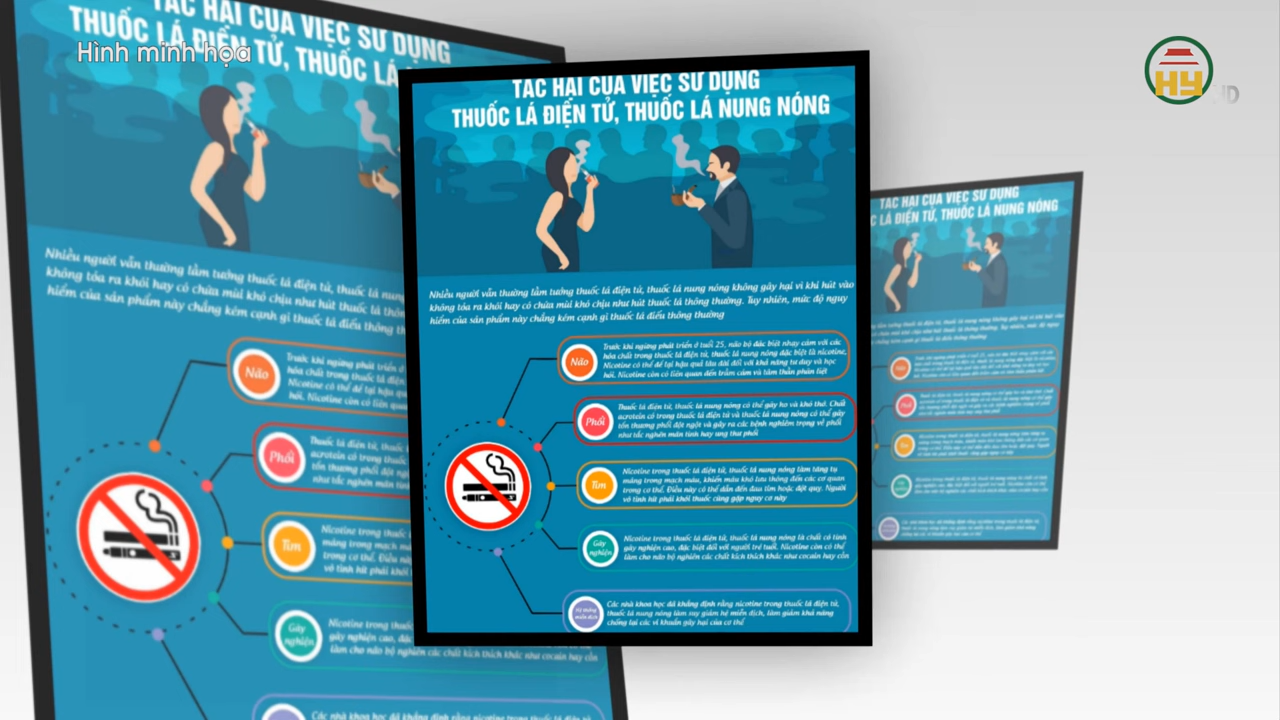 Hình minh họa
HY
HD
TÁC HẠI CỦA VIỆC SỬ DỤNG
THUỐC LÁ ĐIỆN TỬ, THUỐC LÁ NUNG NÓNG
Nhiều người vẫn thường lầm tưởng thuốc lá điện tử, thuốc lá nung nóng không gây hại vì khi hút vào
không tỏa ra khói hay có chứa mùi khó chịu như hút thuốc lá thông thường. Tuy nhiên, mức độ nguy
hiểm của sản phẩm này chẳng kém cạnh gì thuốc lá điếu thông thường
Não
Trước khi ngừng phát triển ở tuổi 25, não bộ đặc biệt nhạy cảm với các
hóa chất trong thuốc lá điện tử, thuốc lá nung nóng đặc biệt là nicotine.
Nicotine có thể để lại hậu quả lâu dài đối với khả năng tư duy và học
hỏi. Nicotine còn có liên quan đến trầm cảm và tâm thần phân liệt
Phổi
Thuốc lá điện tử, thuốc lá nung nóng có thể gây ho và khó thở. Chất
acrolein có trong thuốc lá điện tử và thuốc lá nung nóng có thể gây
tổn thương phổi đột ngột và gây ra các bệnh nghiêm trọng về phổi
như tắc nghẽn mãn tính hay ung thư phổi
Tim
Nicotine trong thuốc lá điện tử, thuốc lá nung nóng làm tăng tụ
mảng trong mạch máu, khiến máu khó lưu thông đến các cơ quan
trong cơ thể. Điều này có thể dẫn đến đau tim hoặc đột quỵ. Người
vô tình hít phải khói thuốc cũng gặp nguy cơ này
Gây
nghiện
Nicotine trong thuốc lá điện tử, thuốc lá nung nóng là chất có tính
gây nghiện cao, đặc biệt đối với người trẻ tuổi. Nicotine còn có thể
làm cho não bộ nghiện các chất kích thích khác như cocain hay cồn
Hệ thống
miễn dịch
Các nhà khoa học đã khẳng định rằng nicotine trong thuốc lá điện tử,
thuốc lá nung nóng làm suy giảm hệ miễn dịch, làm giảm khả năng
chống lại các vi khuẩn gây hại của cơ thể